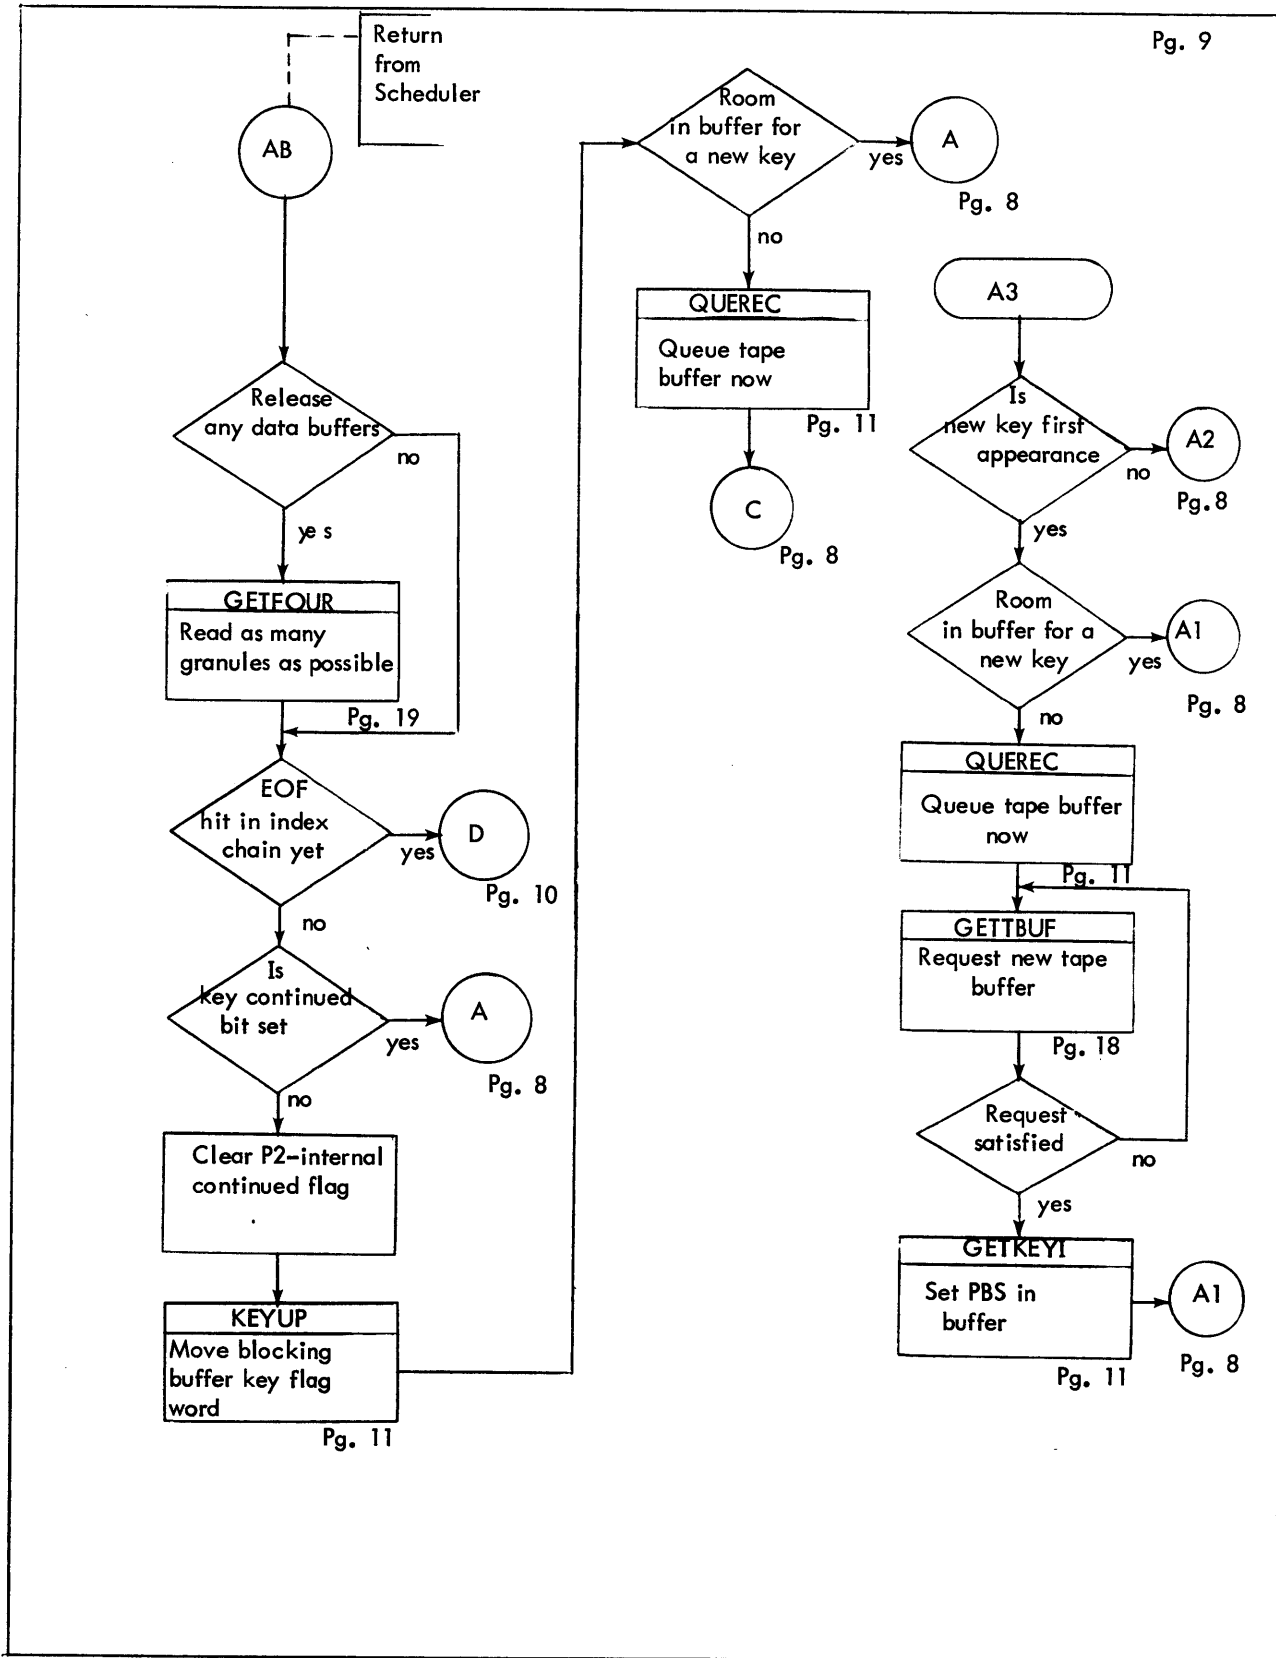 Pg. 9
Return
from
Scheduler
AB
Release
any data buffers
no
yes
GETFOUR
Read as many
granules as possible
Pg. 19
EOF
hit in index
chain yet
yes
D
Pg. 10
no
Is
key continued
bit set
yes
A
Pg. 8
no
Clear P2-internal
continued flag
KEYUP
Move blocking
buffer key flag
word
Pg. 11
Room
in buffer for
a new key
yes
A
Pg. 8
no
QUEREC
Queue tape
buffer now
Pg. 11
C
Pg. 8
A3
Is
new key first
appearance
no
A2
Pg. 8
yes
Room
in buffer for a
new key
yes
A1
Pg. 8
no
QUEREC
Queue tape buffer
now
Pg. 11
GETTBUF
Request new tape
buffer
Pg. 18
Request
satisfied
no
yes
GETKEY1
Set PBS in
buffer
Pg. 11
A1
Pg. 8